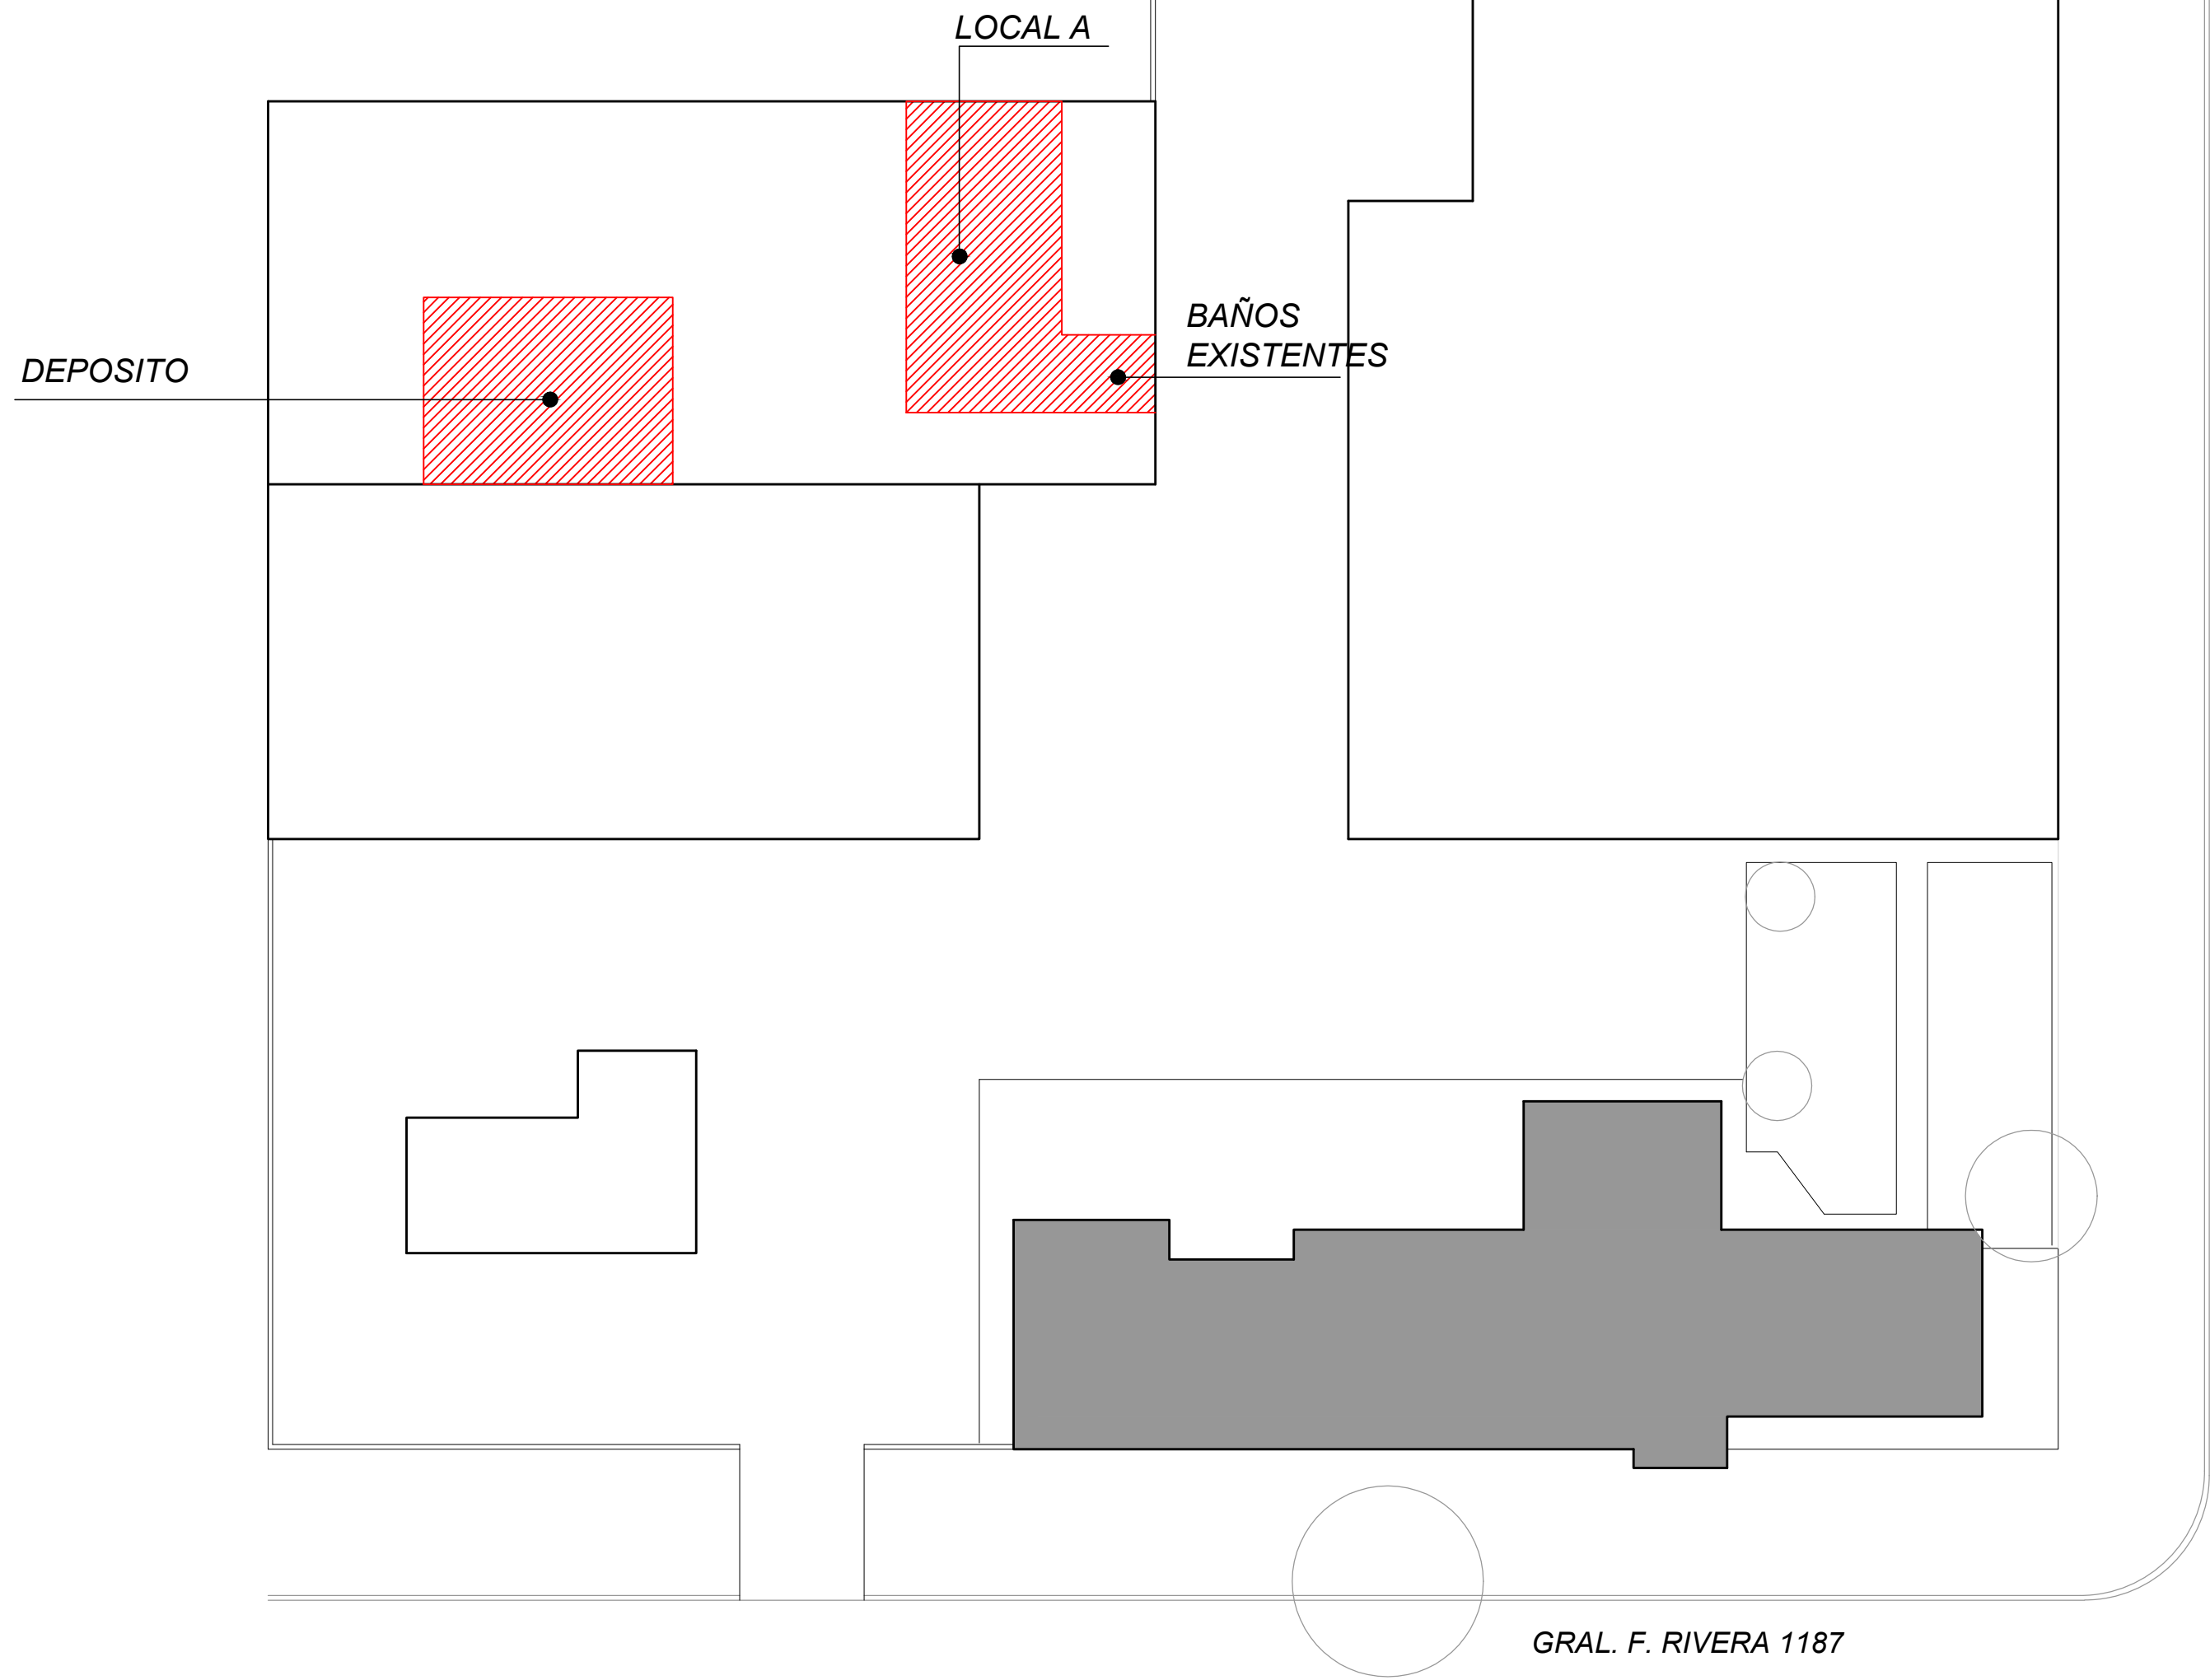 LOCAL A
BAÑOS
EXISTENTES
DEPOSITO
GRAL. F. RIVERA 1187